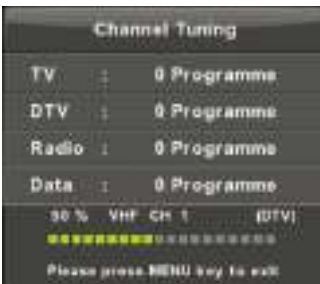 Channel Tuning
TV : 0 Programme
DTV : 0 Programme
Radio : 0 Programme
Data : 0 Programme
50 % VHF CH 1 (DTV)
Please press MENU key to exit